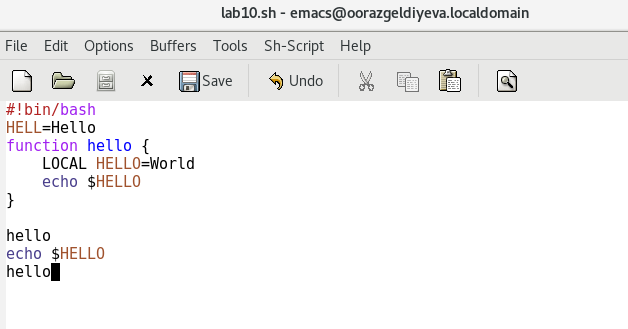 lab10.sh - emacs@oorazgeldiyeva.localdomain
File Edit Options Buffers Tools Sh-Script Help
Save Undo
#!bin/bash
HELL=Hello
function hello {
    LOCAL HELLO=World
    echo $HELLO
}

hello
echo $HELLO
hello